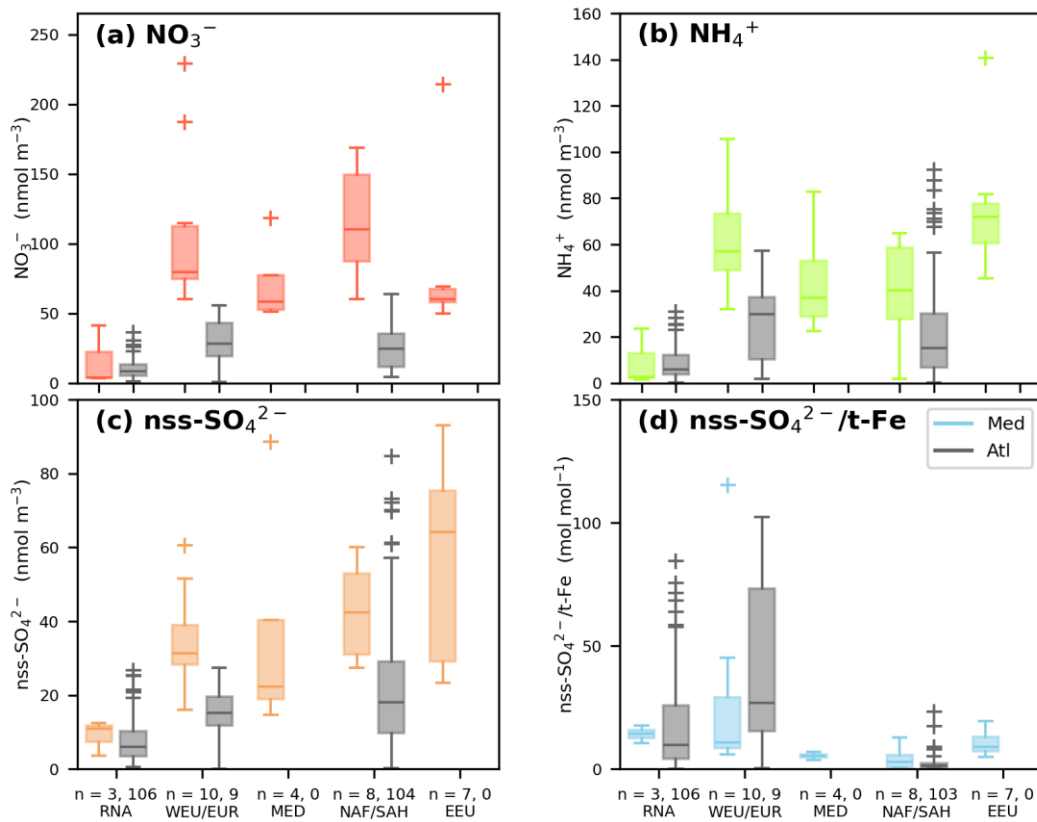 (a) NO₃⁻
NO₃⁻ (nmol m⁻³)
250
200
150
100
50
0
(b) NH₄⁺
NH₄⁺ (nmol m⁻³)
160
140
120
100
80
60
40
20
0
(c) nss-SO₄²⁻
nss-SO₄²⁻ (nmol m⁻³)
100
80
60
40
20
0
n = 3, 106 n = 10, 9 n = 4, 0 n = 8, 104 n = 7, 0
RNA WEU/EUR MED NAF/SAH EEU
(d) nss-SO₄²⁻/t-Fe
Med
Atl
nss-SO₄²⁻/t-Fe (mol mol⁻¹)
150
100
50
0
n = 3, 106 n = 10, 9 n = 4, 0 n = 8, 103 n = 7, 0
RNA WEU/EUR MED NAF/SAH EEU